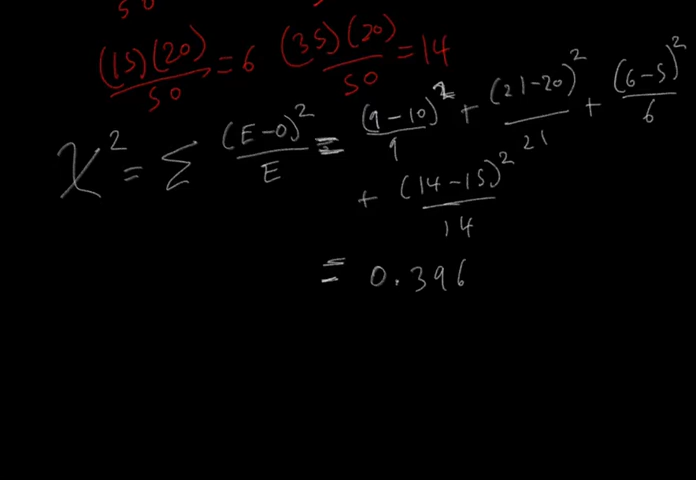 50
(15)(20)/50 = 6 (35)(20)/50 = 14
χ² = Σ (E-O)²/E = (9-10)²/9 + (21-20)²/21 + (6-5)²/6
+ (14-15)²/14
= 0.396